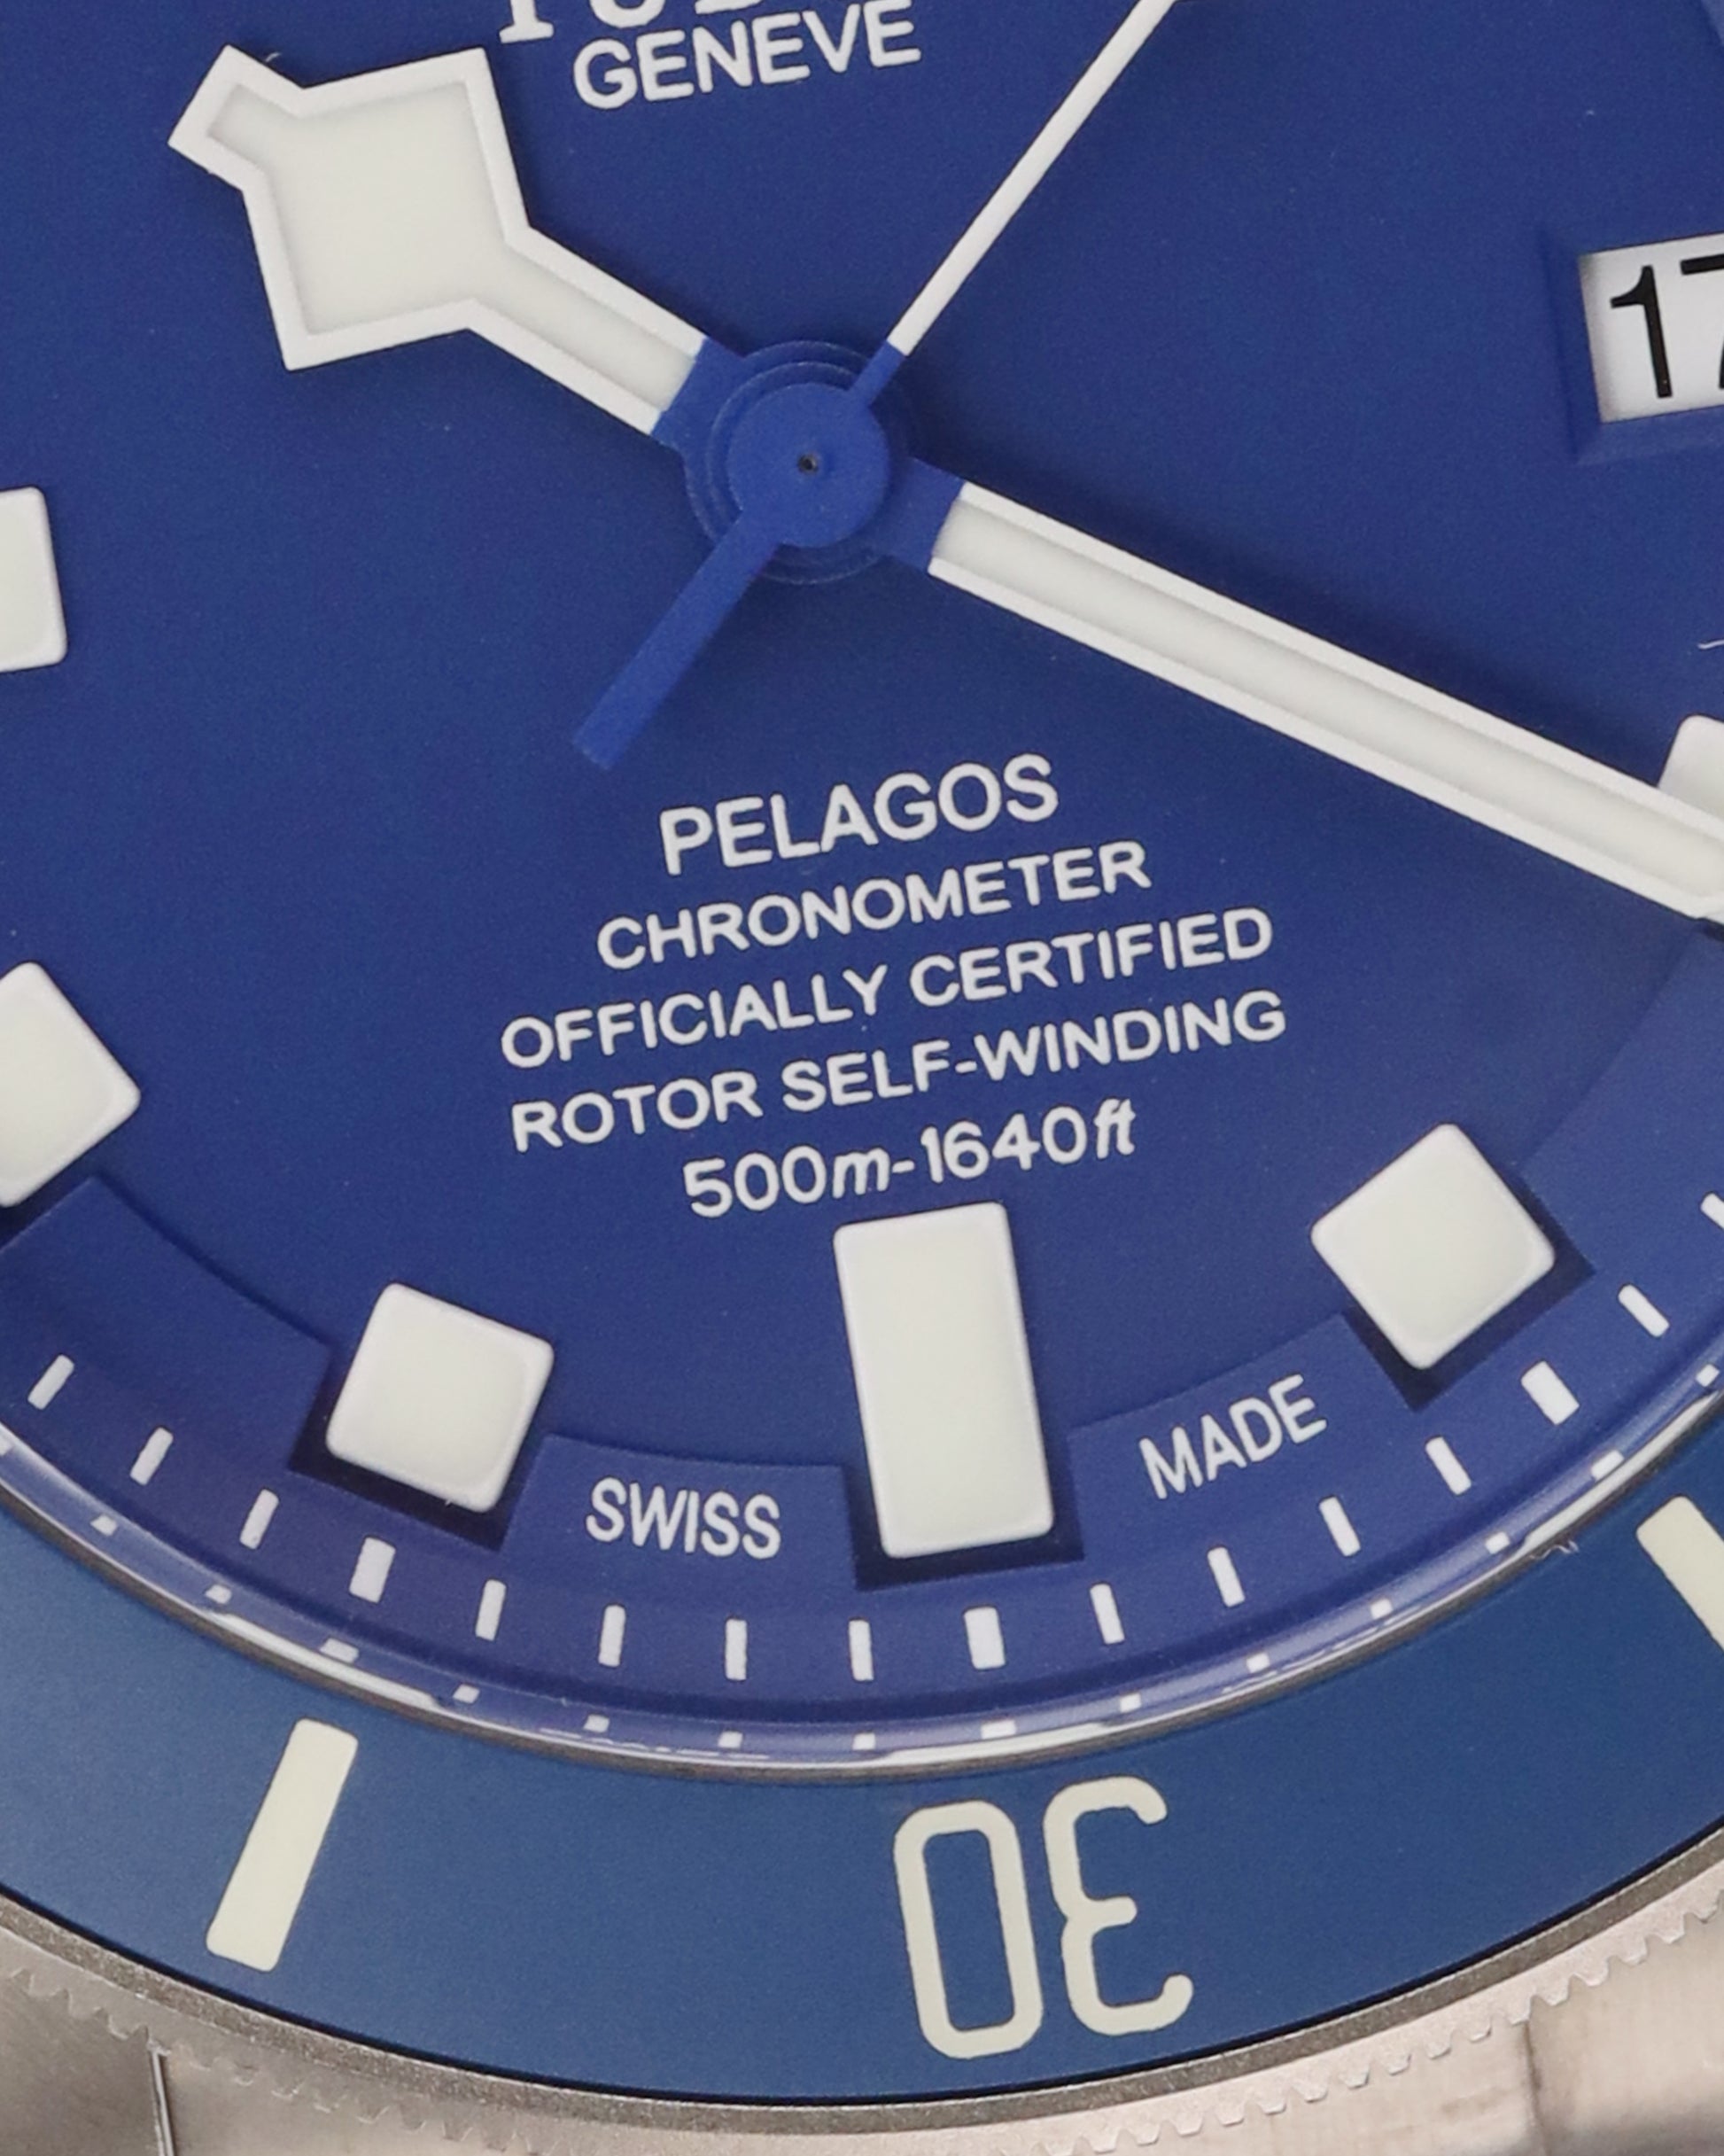 GENEVE
17
PELAGOS
CHRONOMETER
OFFICIALLY CERTIFIED
ROTOR SELF-WINDING
500m-1640ft
SWISS MADE
30